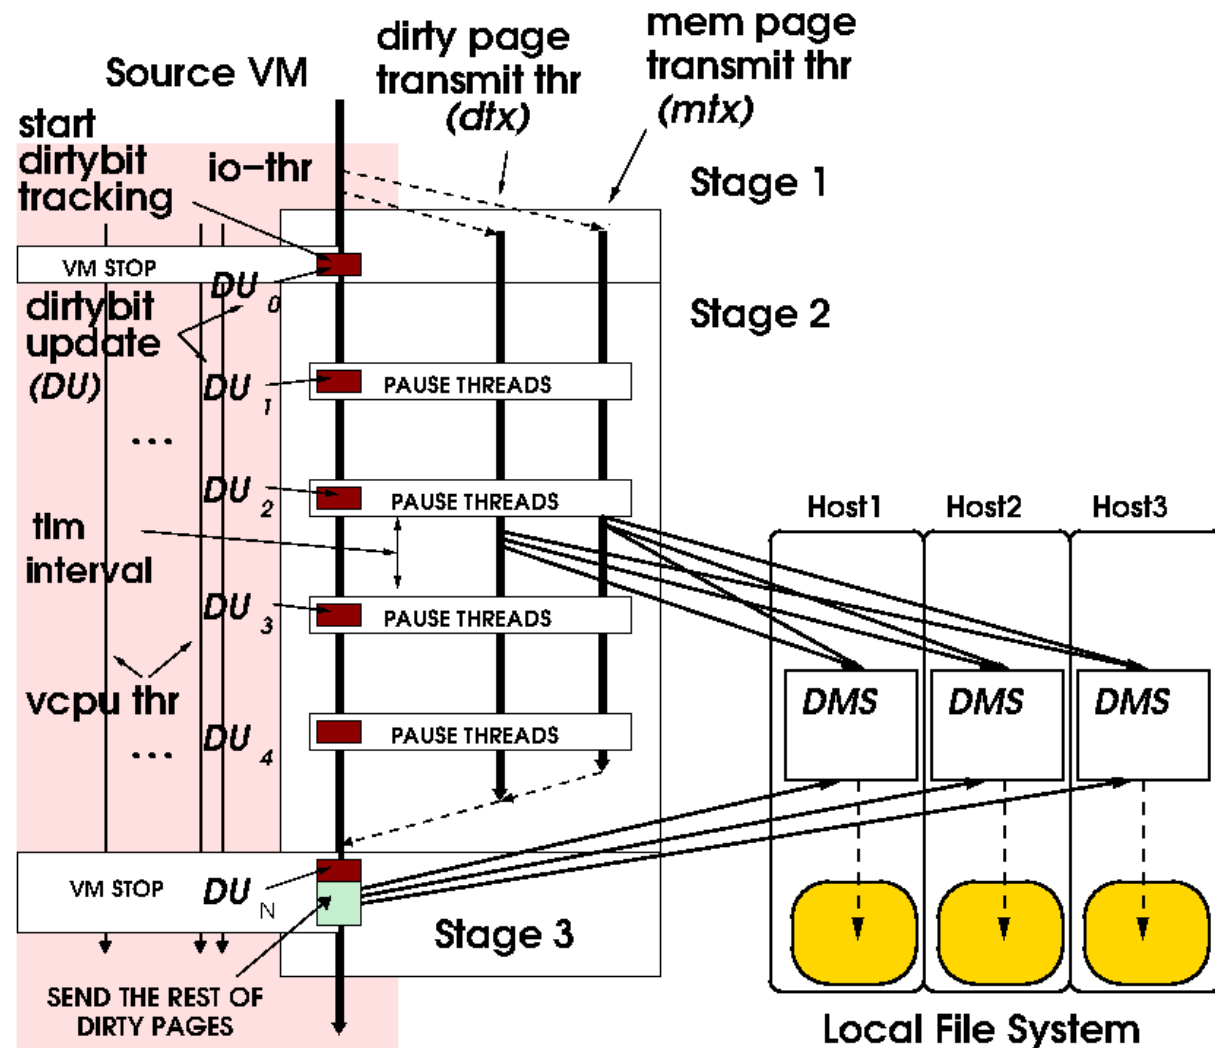 Source VM
dirty page
transmit thr
(dtx)
mem page
transmit thr
(mtx)
start
dirtybit
tracking
io-thr
Stage 1
VM STOP
DU 0
dirtybit
update
(DU)
Stage 2
DU 1
PAUSE THREADS
...
DU 2
PAUSE THREADS
Host1
Host2
Host3
tlm
interval
DU 3
PAUSE THREADS
vcpu thr
DMS
DMS
DMS
...
DU 4
PAUSE THREADS
VM STOP
DU N
Stage 3
SEND THE REST OF
DIRTY PAGES
Local File System